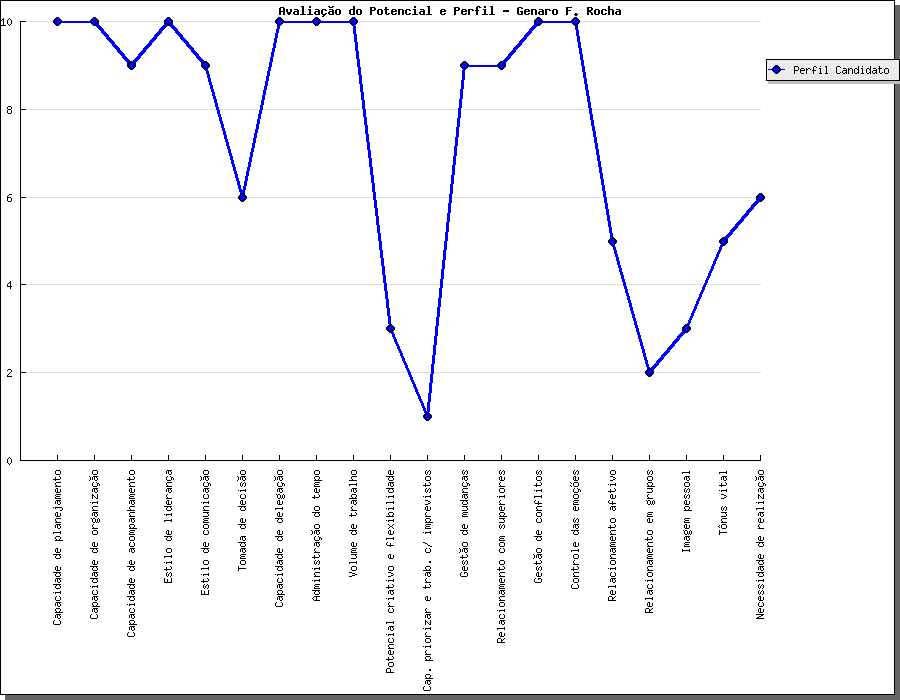 Avaliação do Potencial e Perfil - Genaro F. Rocha
Perfil Candidato
10
8
6
4
2
0
Capacidade de planejamento
Capacidade de organização
Capacidade de acompanhamento
Estilo de liderança
Estilo de comunicação
Tomada de decisão
Capacidade de delegação
Administração do tempo
Volume de trabalho
Potencial criativo e flexibilidade
Cap. priorizar e trab. c/ imprevistos
Gestão de mudanças
Relacionamento com superiores
Gestão de conflitos
Controle das emoções
Relacionamento afetivo
Relacionamento em grupos
Imagem pessoal
Tônus vital
Necessidade de realização